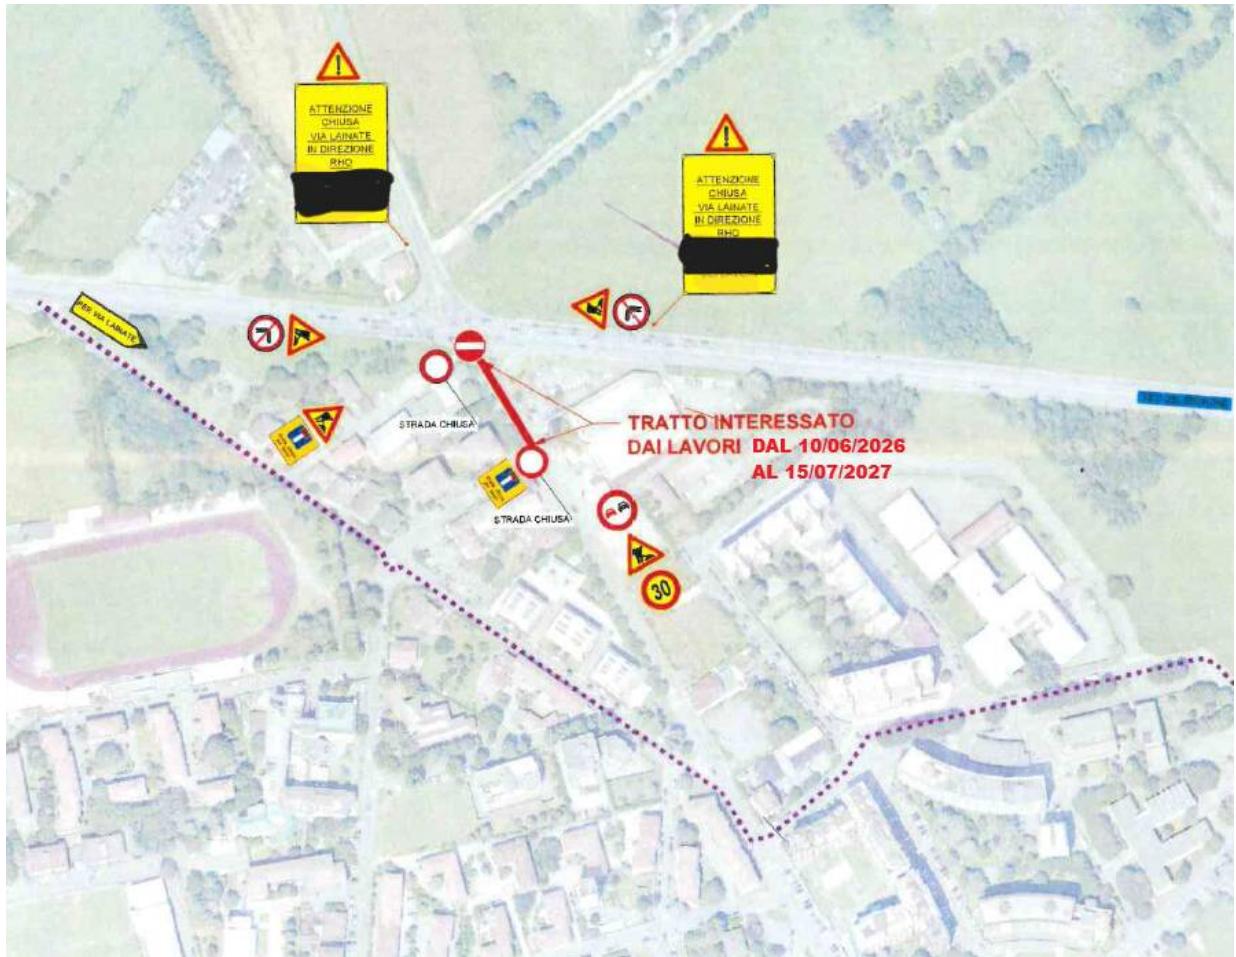 ATTENZIONE
CHIUSA
VIA LAINATE
IN DIREZIONE
RHO
ATTENZIONE
CHIUSA
VIA LAINATE
IN DIREZIONE
RHO
PER VIA LAINATE
STRADA CHIUSA
TRATTO INTERESSATO
DAI LAVORI DAL 10/06/2026
AL 15/07/2027
STRADA CHIUSA
30